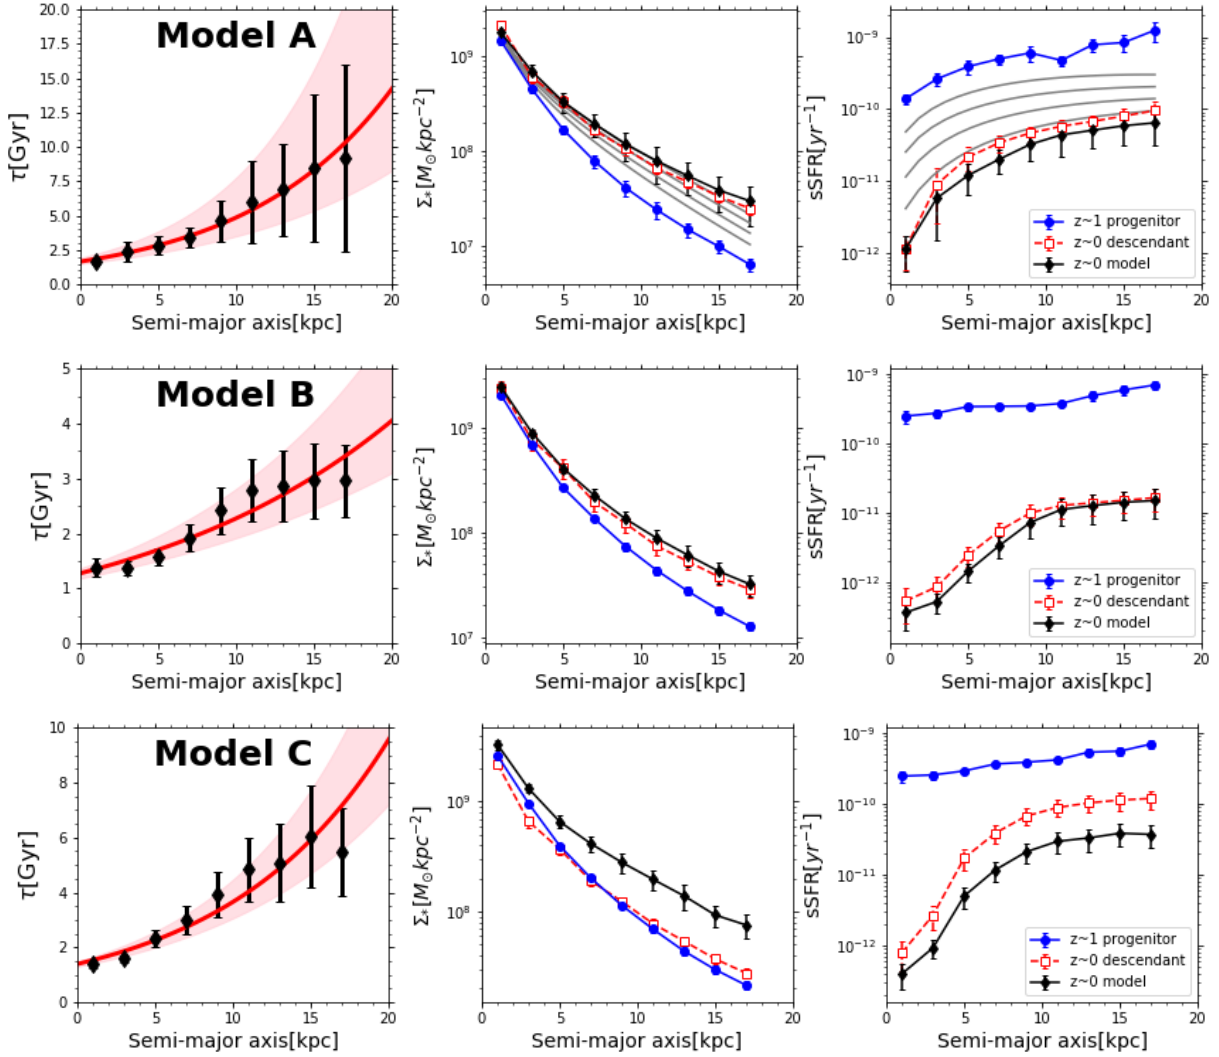 Model A
τ[Gyr]
20.0
17.5
15.0
12.5
10.0
7.5
5.0
2.5
0.0
0 5 10 15 20
Semi-major axis[kpc]
Σ*[M⊙kpc⁻²]
10⁹
10⁸
10⁷
0 5 10 15 20
Semi-major axis[kpc]
sSFR[yr⁻¹]
10⁻⁹
10⁻¹⁰
10⁻¹¹
10⁻¹²
z~1 progenitor
z~0 descendant
z~0 model
0 5 10 15 20
Semi-major axis[kpc]
Model B
τ[Gyr]
5
4
3
2
1
0
0 5 10 15 20
Semi-major axis[kpc]
Σ*[M⊙kpc⁻²]
10⁹
10⁸
10⁷
0 5 10 15 20
Semi-major axis[kpc]
sSFR[yr⁻¹]
10⁻⁹
10⁻¹⁰
10⁻¹¹
10⁻¹²
z~1 progenitor
z~0 descendant
z~0 model
0 5 10 15 20
Semi-major axis[kpc]
Model C
τ[Gyr]
10
8
6
4
2
0
0 5 10 15 20
Semi-major axis[kpc]
Σ*[M⊙kpc⁻²]
10⁹
10⁸
0 5 10 15 20
Semi-major axis[kpc]
sSFR[yr⁻¹]
10⁻⁹
10⁻¹⁰
10⁻¹¹
10⁻¹²
z~1 progenitor
z~0 descendant
z~0 model
0 5 10 15 20
Semi-major axis[kpc]